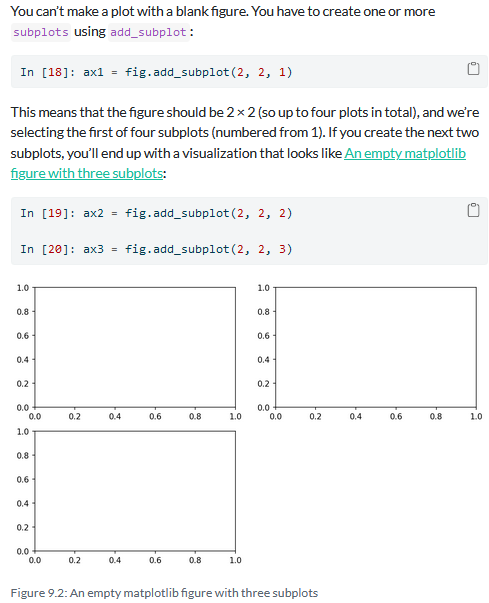 You can't make a plot with a blank figure. You have to create one or more
subplots using add_subplot:
In [18]: ax1 = fig.add_subplot(2, 2, 1)
This means that the figure should be 2 × 2 (so up to four plots in total), and we're
selecting the first of four subplots (numbered from 1). If you create the next two
subplots, you'll end up with a visualization that looks like An empty matplotlib
figure with three subplots:
In [19]: ax2 = fig.add_subplot(2, 2, 2)
In [20]: ax3 = fig.add_subplot(2, 2, 3)
1.0
0.8
0.6
0.4
0.2
0.0
0.0 0.2 0.4 0.6 0.8 1.0
1.0
0.8
0.6
0.4
0.2
0.0
0.0 0.2 0.4 0.6 0.8 1.0
1.0
0.8
0.6
0.4
0.2
0.0
0.0 0.2 0.4 0.6 0.8 1.0
Figure 9.2: An empty matplotlib figure with three subplots